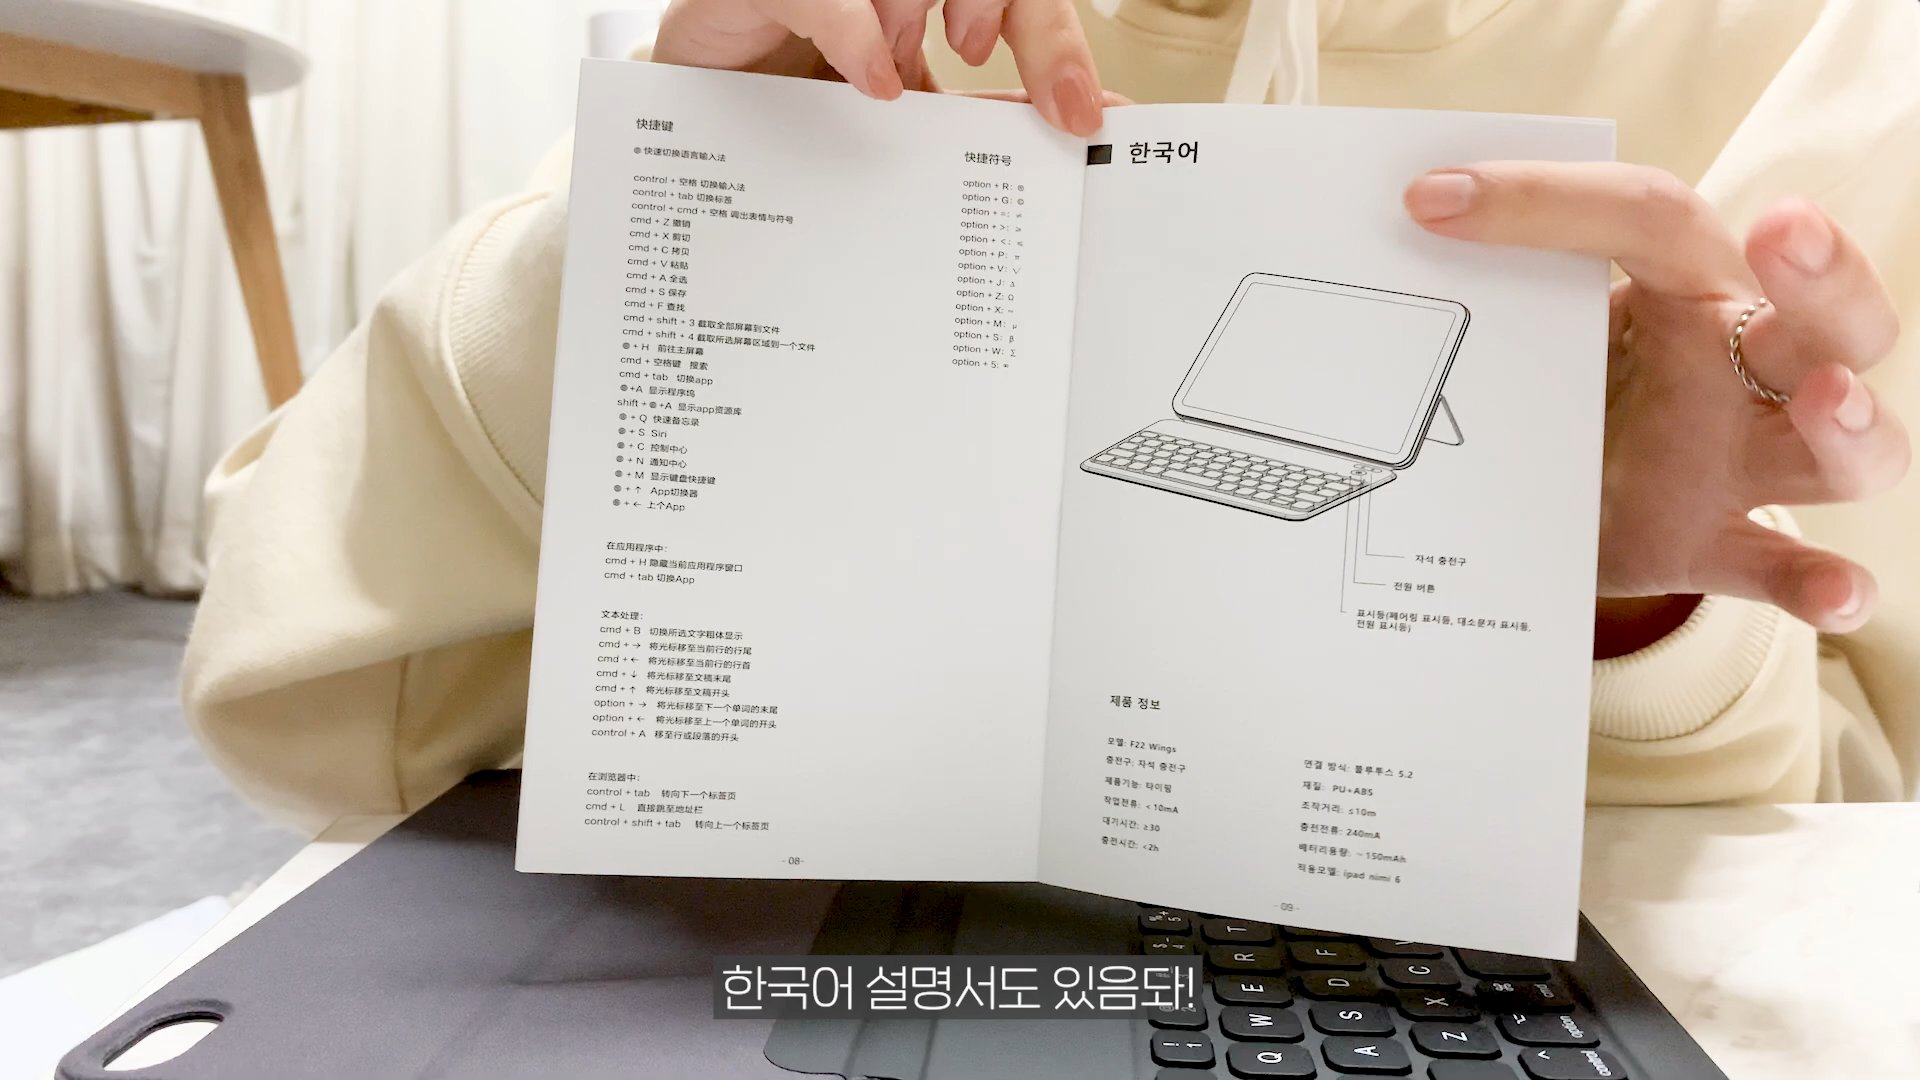 快捷键
快速切换语言输入法
control + 空格 切换输入法
control + tab 切换标签
control + cmd + 空格 调出表情与符号
cmd + Z 撤销
cmd + X 剪切
cmd + C 拷贝
cmd + V 粘贴
cmd + A 全选
cmd + S 保存
cmd + F 查找
cmd + shift + 3 截取全部屏幕到文件
cmd + shift + 4 截取所选屏幕区域到一个文件
+ H 前往主屏幕
cmd + 空格键 搜索
cmd + tab 切换app
+A 显示程序坞
shift + +A 显示app资源库
+ Q 快速备忘录
+ S Siri
+ C 控制中心
+ N 通知中心
+ M 显示键盘快捷键
+ ↑ App切换器
+ ← 上个App
在应用程序中:
cmd + H 隐藏当前应用程序窗口
cmd + tab 切换App
文本处理:
cmd + B 切换所选文字粗体显示
cmd + → 将光标移至当前行的行尾
cmd + ← 将光标移至当前行的行首
cmd + ↓ 将光标移至文稿末尾
cmd + ↑ 将光标移至文稿开头
option + → 将光标移至下一个单词的末尾
option + ← 将光标移至上一个单词的开头
control + A 移至行或段落的开头
在浏览器中:
control + tab 转向下一个标签页
cmd + L 直接跳至地址栏
control + shift + tab 转向上一个标签页
- 08-
快捷符号
option + R: ®
option + G: ©
option + =: ≠
option + >: ≥
option + <: ≤
option + P: π
option + V: √
option + J: ∆
option + Z: Ω
option + X: ≈
option + M: μ
option + S: β
option + W: ∑
option + 5: ∞
한국어
자석 충전구
전원 버튼
표시등(페어링 표시등, 대소문자 표시등,
전원 표시등)
제품 정보
모델: F22 Wings
충전구: 자석 충전구
제품기능: 타이핑
작업전류: <10mA
대기시간: ≥30
충전시간: <2h
연결 방식: 블루투스 5.2
재질: PU+ABS
조작거리: ≤10m
충전전류: 240mA
배터리용량: ~150mAh
적용모델: ipad nimi 6
- 09 -
한국어 설명서도 있음돠!
% 5
$ 4
T
R
E
W
Q
! 1
F
D
S
A
C
X
Z
⌘ cmd
⌥ option
^ control